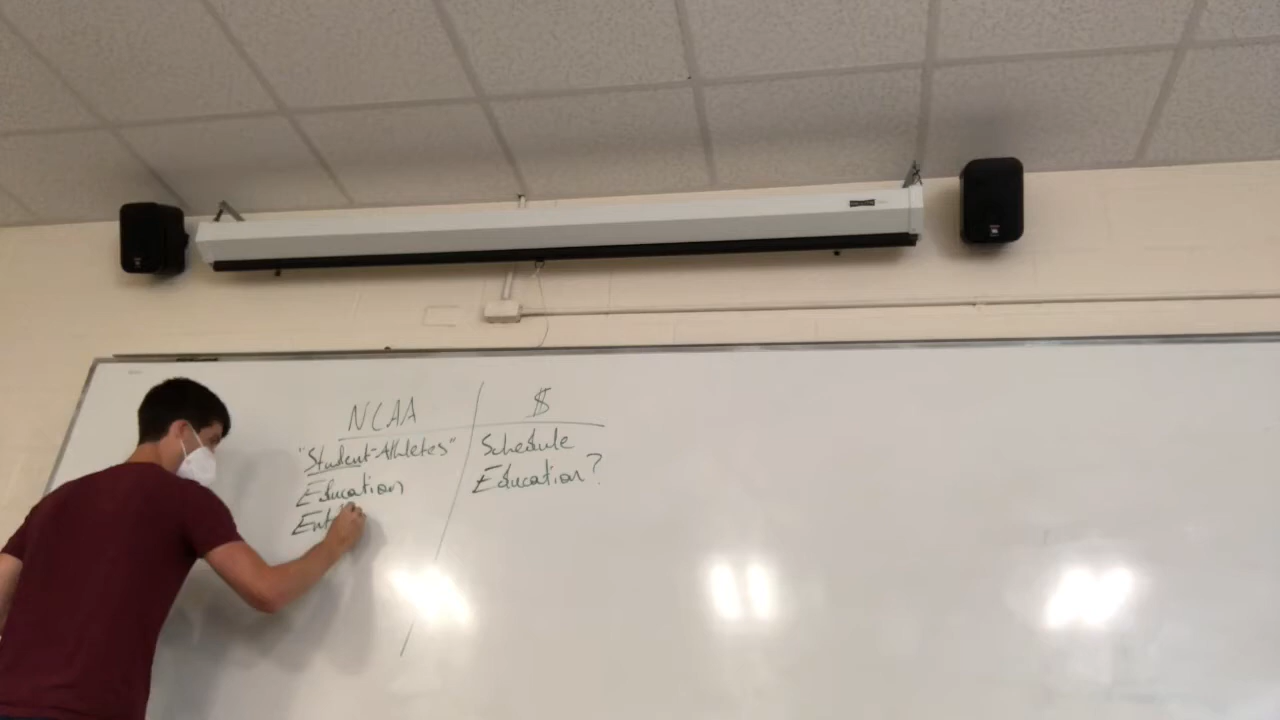 NCAA
"Student-Athletes"
Education
$
Schedule
Education?